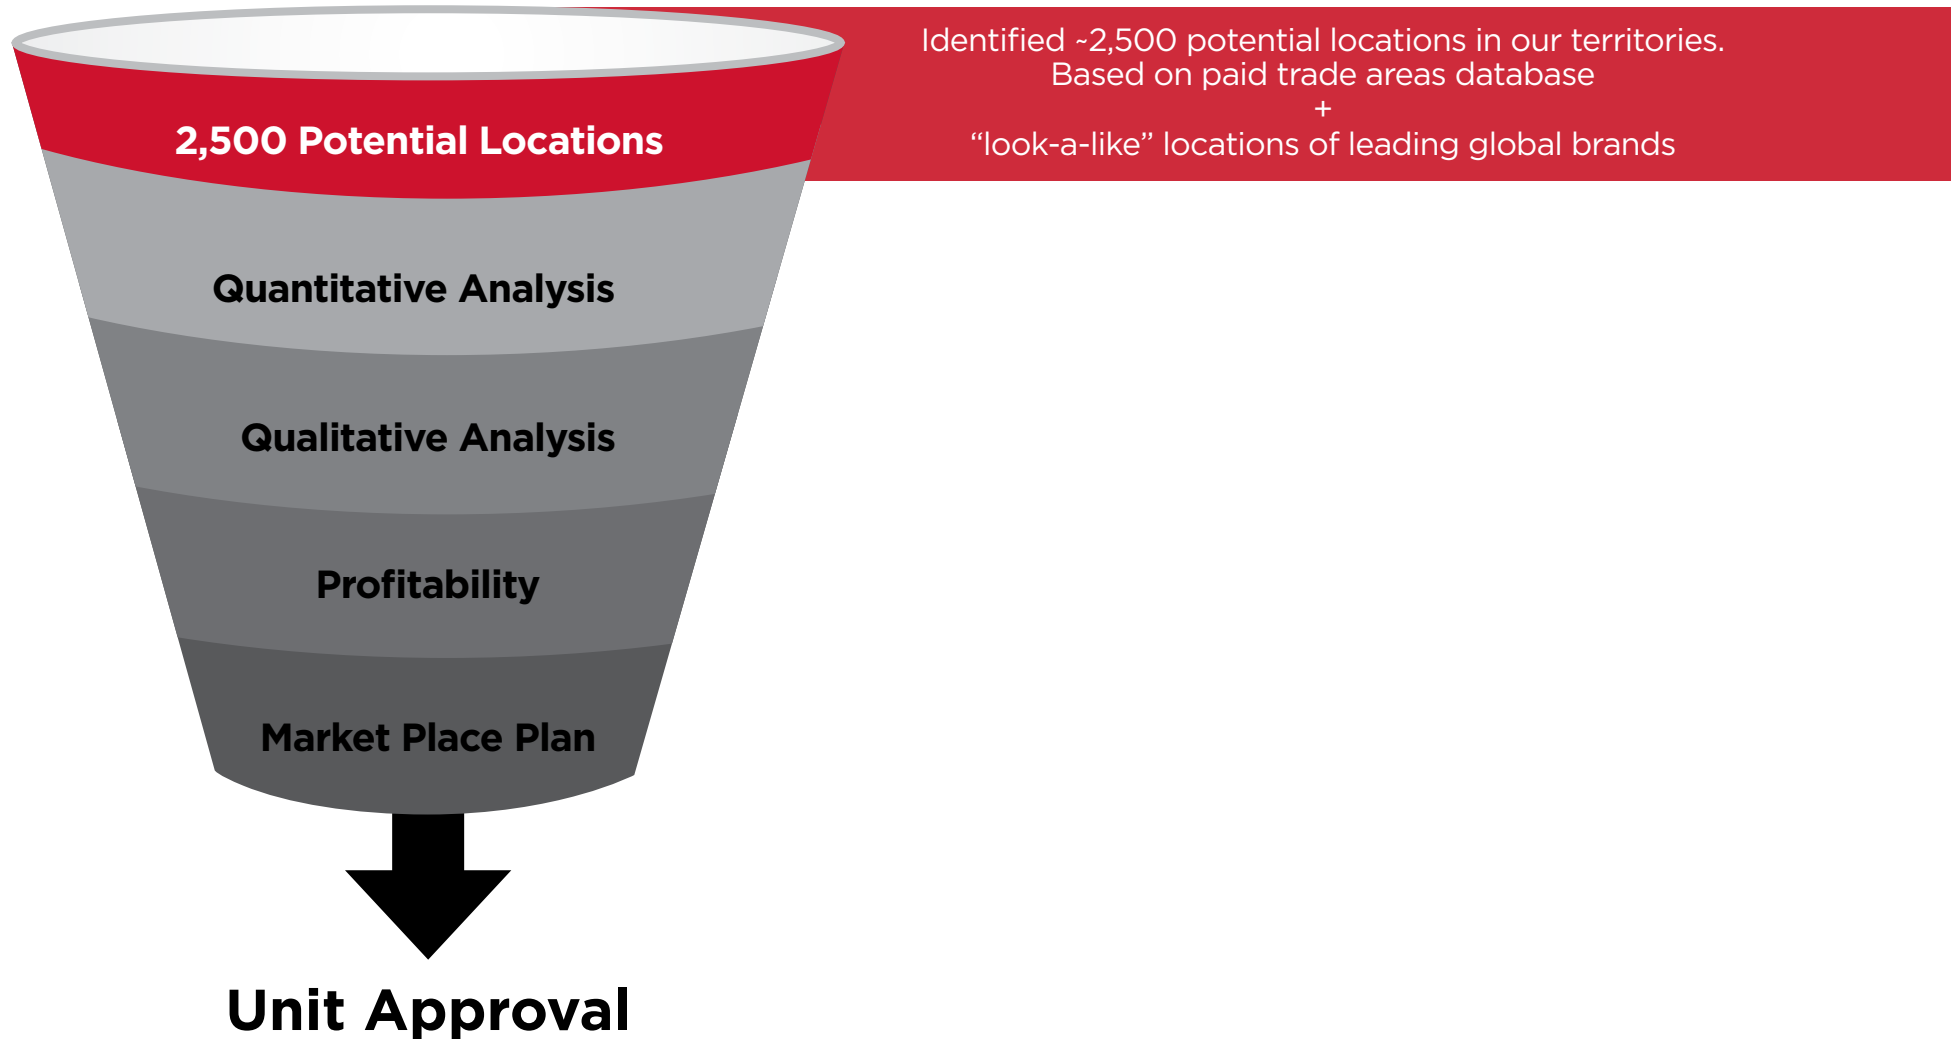 Identified ~2,500 potential locations in our territories.
Based on paid trade areas database
+
“look-a-like” locations of leading global brands
2,500 Potential Locations
Quantitative Analysis
Qualitative Analysis
Profitability
Market Place Plan
Unit Approval